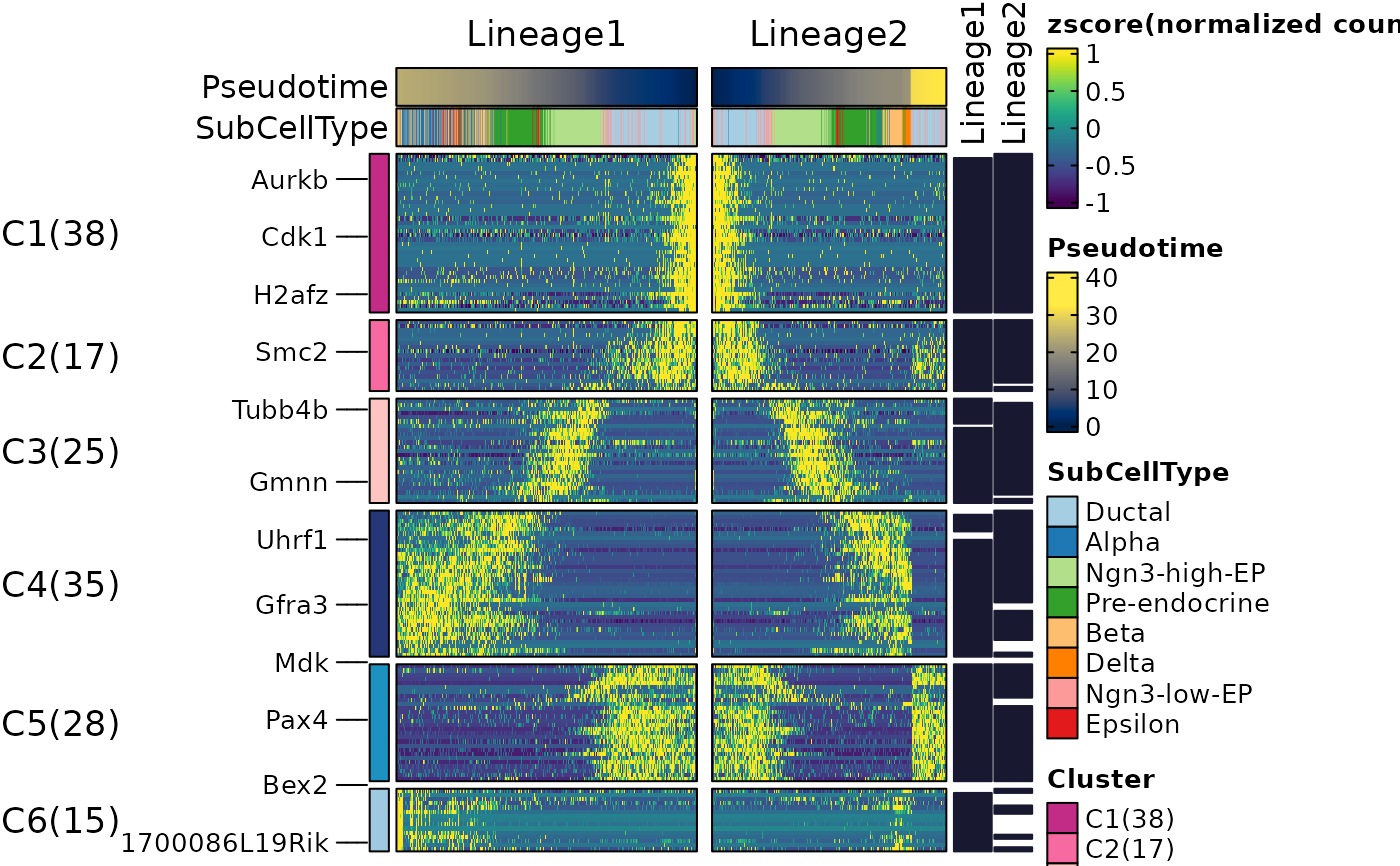 Lineage1
Lineage2
Lineage1
Lineage2
Pseudotime
SubCellType
C1(38)
Aurkb
Cdk1
H2afz
C2(17)
Smc2
C3(25)
Tubb4b
Gmnn
C4(35)
Uhrf1
Gfra3
Mdk
C5(28)
Pax4
Bex2
C6(15)
1700086L19Rik
zscore(normalized coun
1
0.5
0
-0.5
-1
Pseudotime
40
30
20
10
0
SubCellType
Ductal
Alpha
Ngn3-high-EP
Pre-endocrine
Beta
Delta
Ngn3-low-EP
Epsilon
Cluster
C1(38)
C2(17)